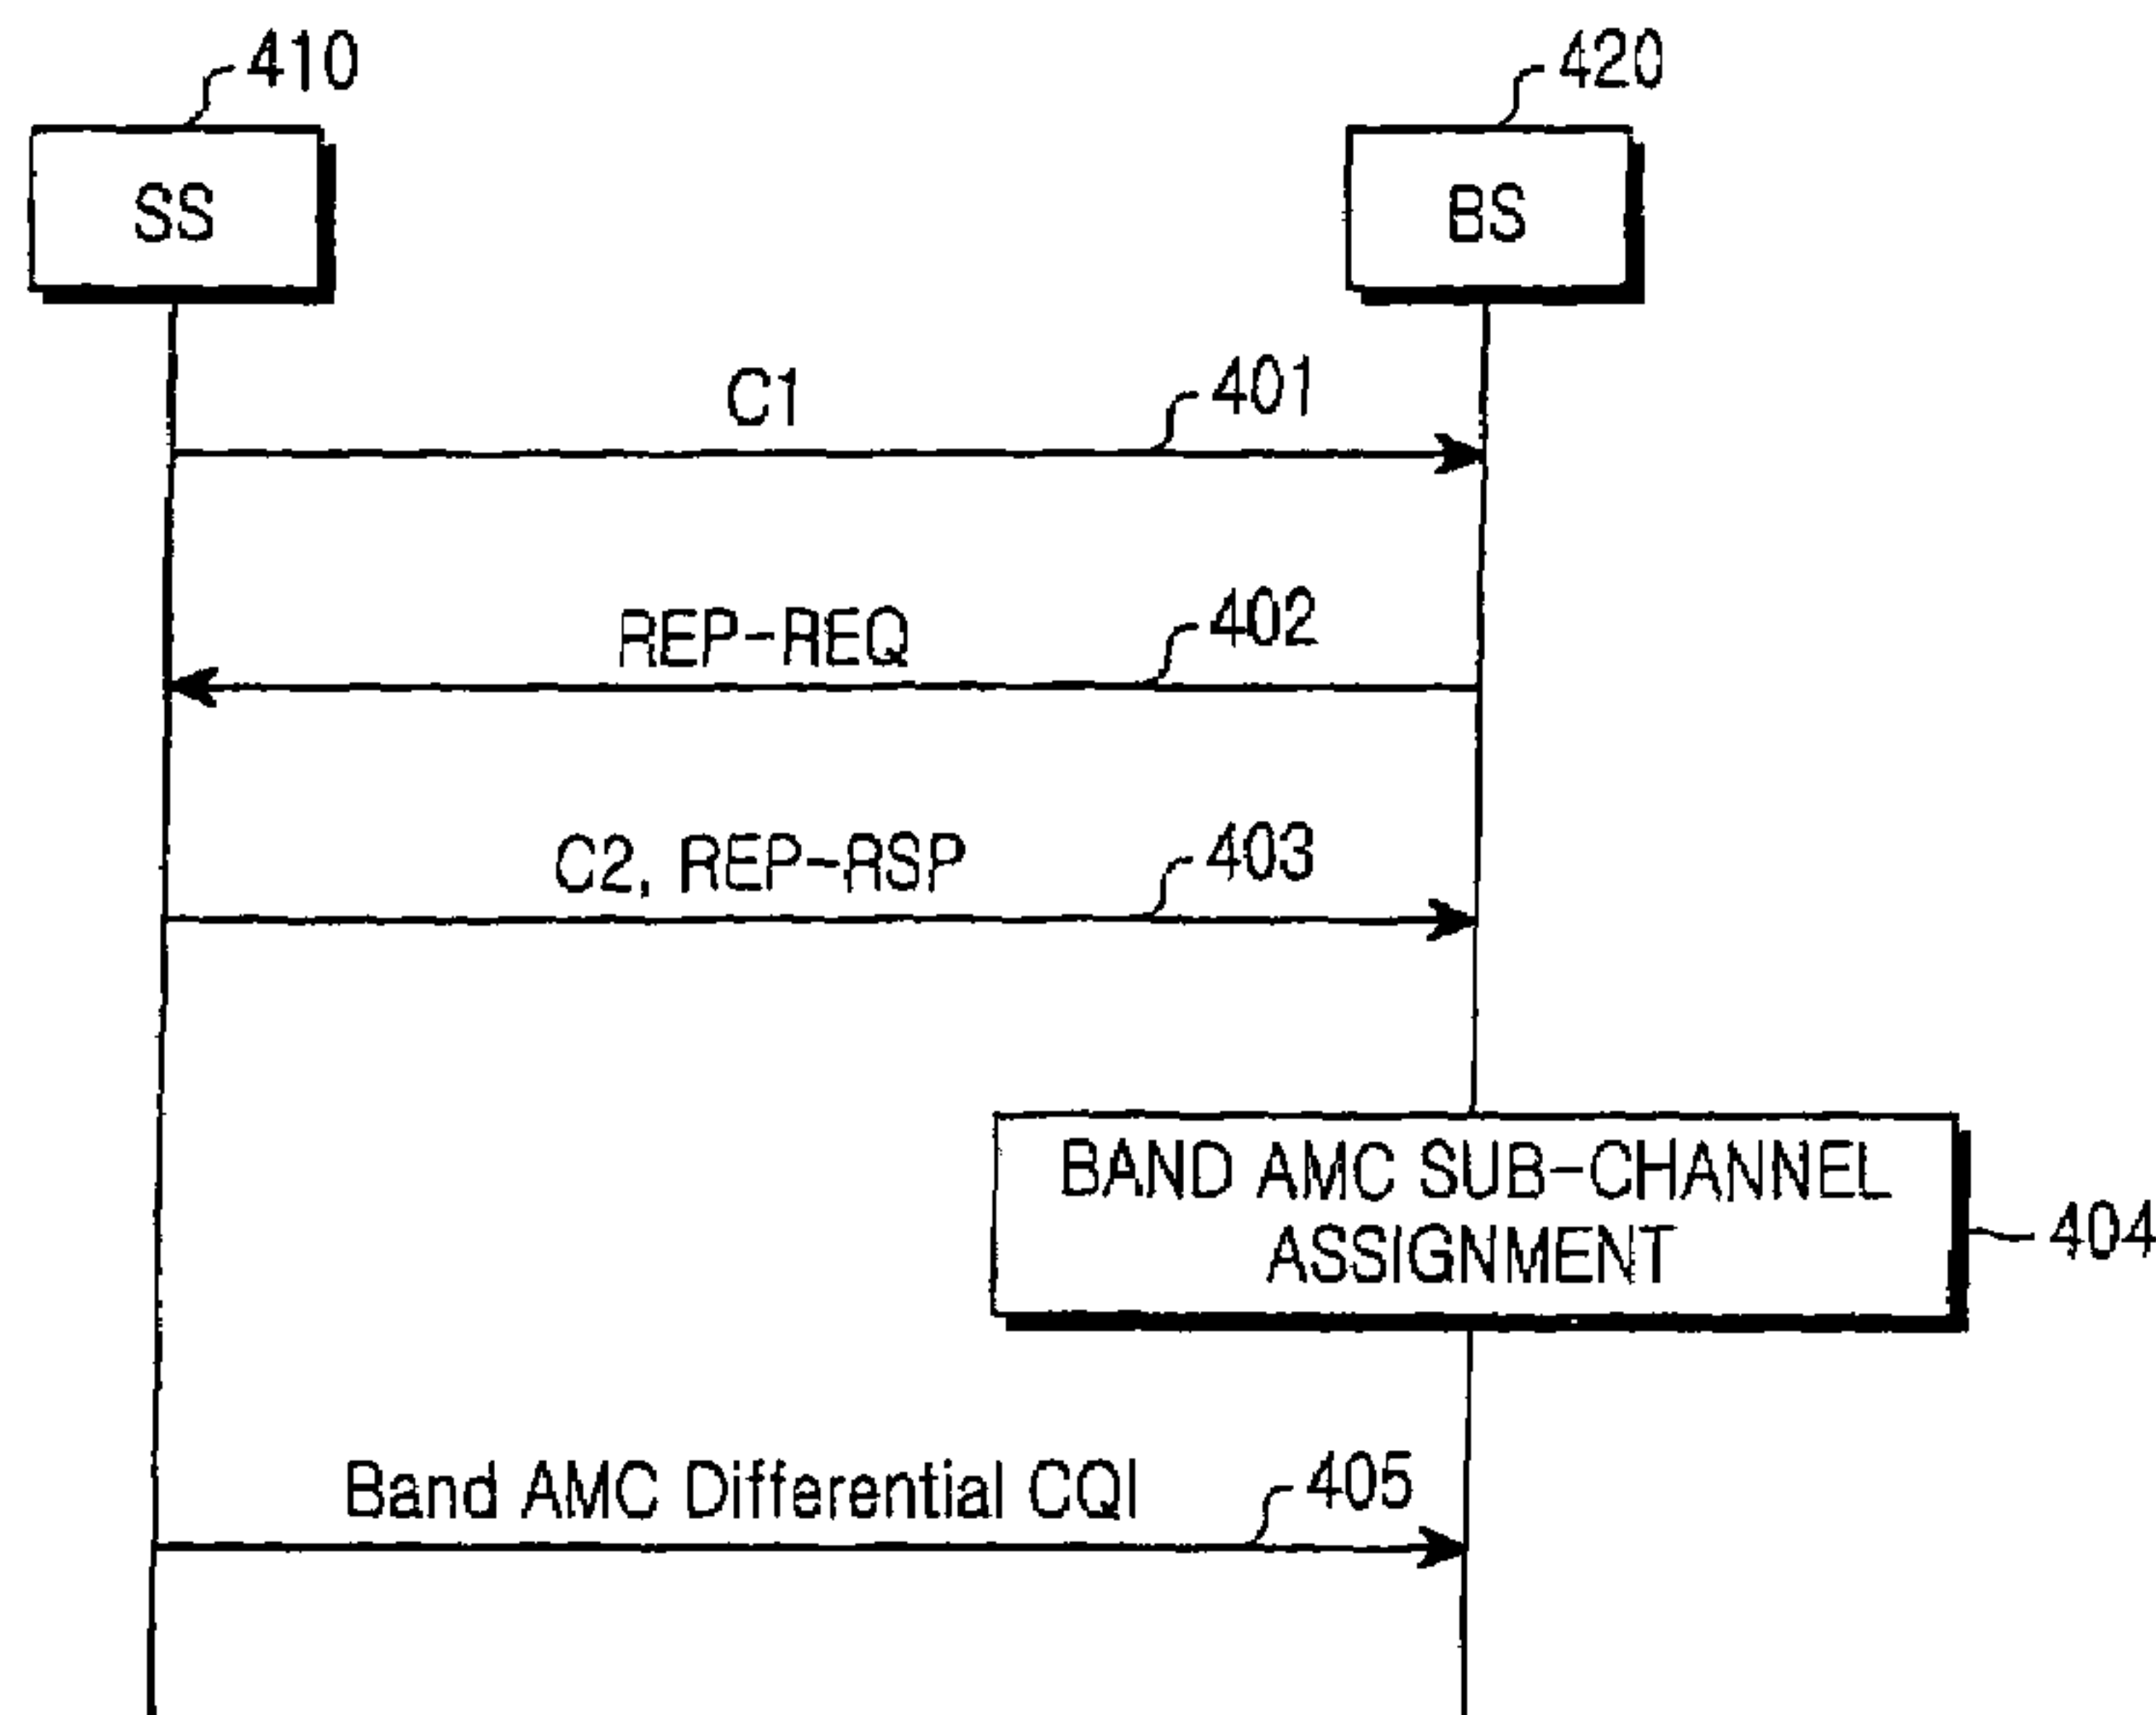 410
420
SS
BS
C1
401
REP-REQ
402
C2, REP-RSP
403
BAND AMC SUB-CHANNEL
ASSIGNMENT
404
Band AMC Differential CQI
405